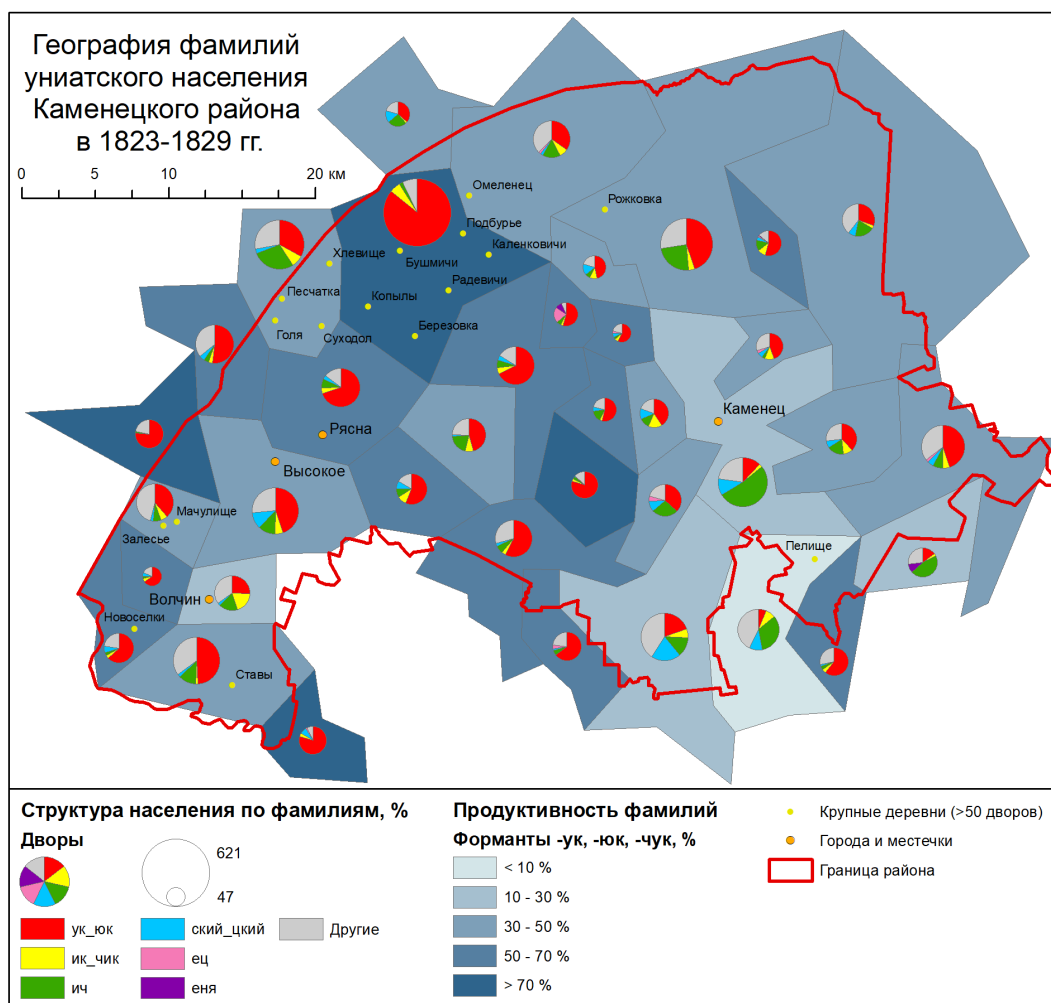 География фамилий
униатского населения
Каменецкого района
в 1823-1829 гг.
0 5 10 20 км
Омеленец
Рожковка
Подбурье
Каленковичи
Хлевище
Бушмичи
Радевичи
Песчатка
Копылы
Голя
Суходол
Березовка
Каменец
Рясна
Высокое
Мачулище
Залесье
Пелище
Волчин
Новоселки
Ставы
Структура населения по фамилиям, %
Дворы
621
47
ук_юк
ский_цкий
Другие
ик_чик
ец
ич
еня
Продуктивность фамилий
Форманты -ук, -юк, -чук, %
< 10 %
10 - 30 %
30 - 50 %
50 - 70 %
> 70 %
Крупные деревни (>50 дворов)
Города и местечки
Граница района